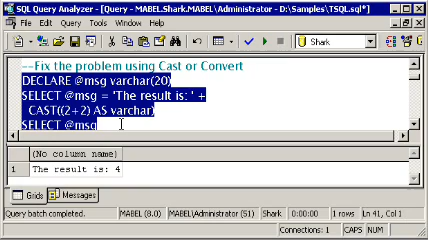 SQL Query Analyzer - [Query - MABEL.Shark.MABEL\Administrator - D:\Samples\TSQL.sql*]
File Edit Query Tools Window Help
Shark
--Fix the problem using Cast or Convert
DECLARE @msg varchar(20)
SELECT @msg = 'The result is: ' +
CAST((2+2) AS varchar)
SELECT @msg
(No column name)
1 The result is: 4
Grids Messages
Query batch completed. MABEL (8.0) MABEL\Administrator (51) Shark 0:00:00 1 rows Ln 41, Col 1
Connections: 1 CAPS NUM